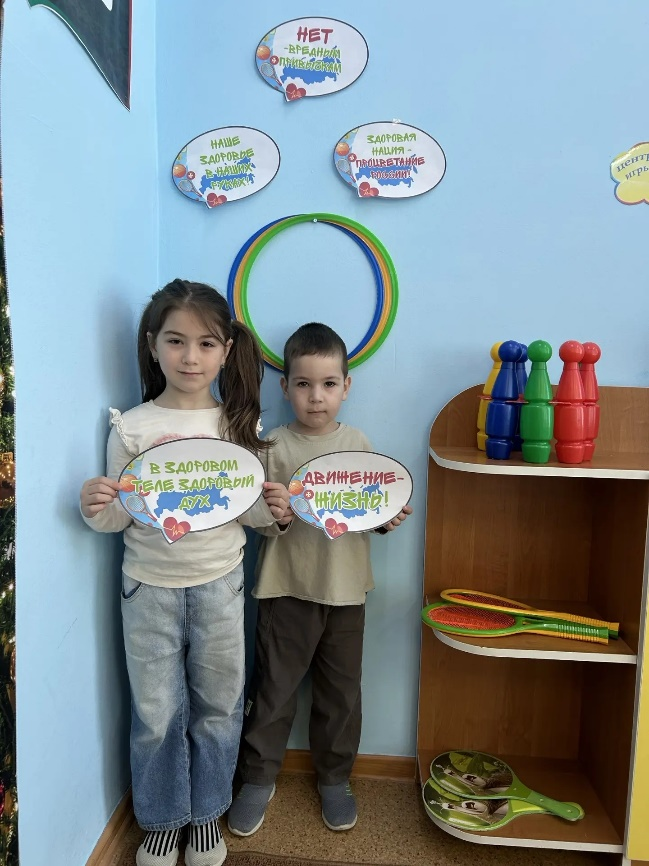 НЕТ
-ВРЕДНЫМ
ПРИВЫЧКАМ
НАШЕ
ЗДОРОВЬЕ
В НАШИХ
РУКАХ!
ЗДОРОВАЯ
НАЦИЯ -
ПРОЦВЕТАНИЕ
РОССИИ!
В ЗДОРОВОМ
ТЕЛЕ ЗДОРОВЫЙ
ДУХ
ДВИЖЕНИЕ-
ЖИЗНЬ!